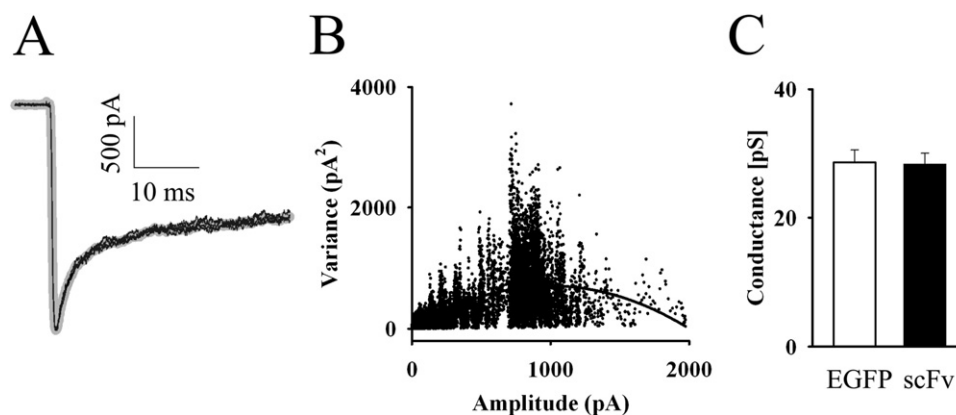 A
500 pA
10 ms
B
Variance (pA²)
4000
2000
0
0 1000 2000
Amplitude (pA)
C
Conductance [pS]
40
20
0
EGFP scFv